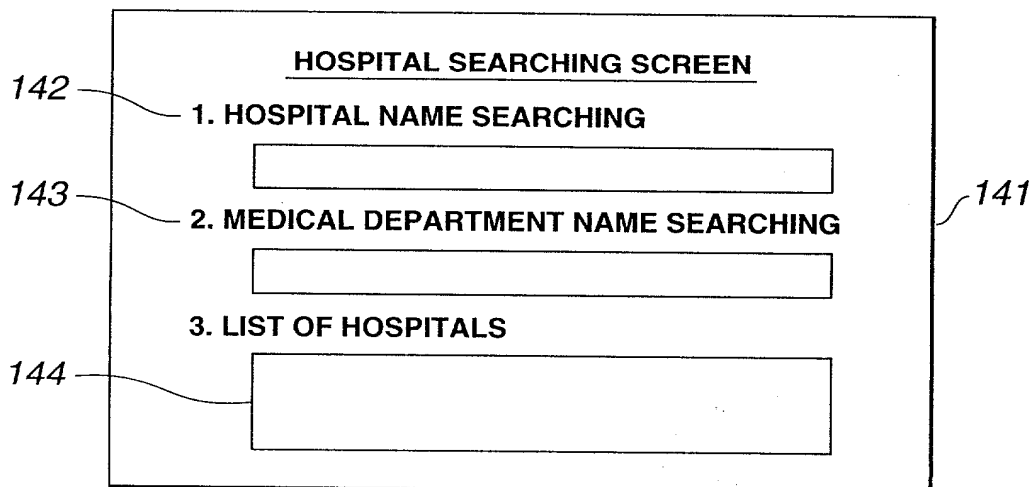 HOSPITAL SEARCHING SCREEN
142
1. HOSPITAL NAME SEARCHING
143
2. MEDICAL DEPARTMENT NAME SEARCHING
141
3. LIST OF HOSPITALS
144